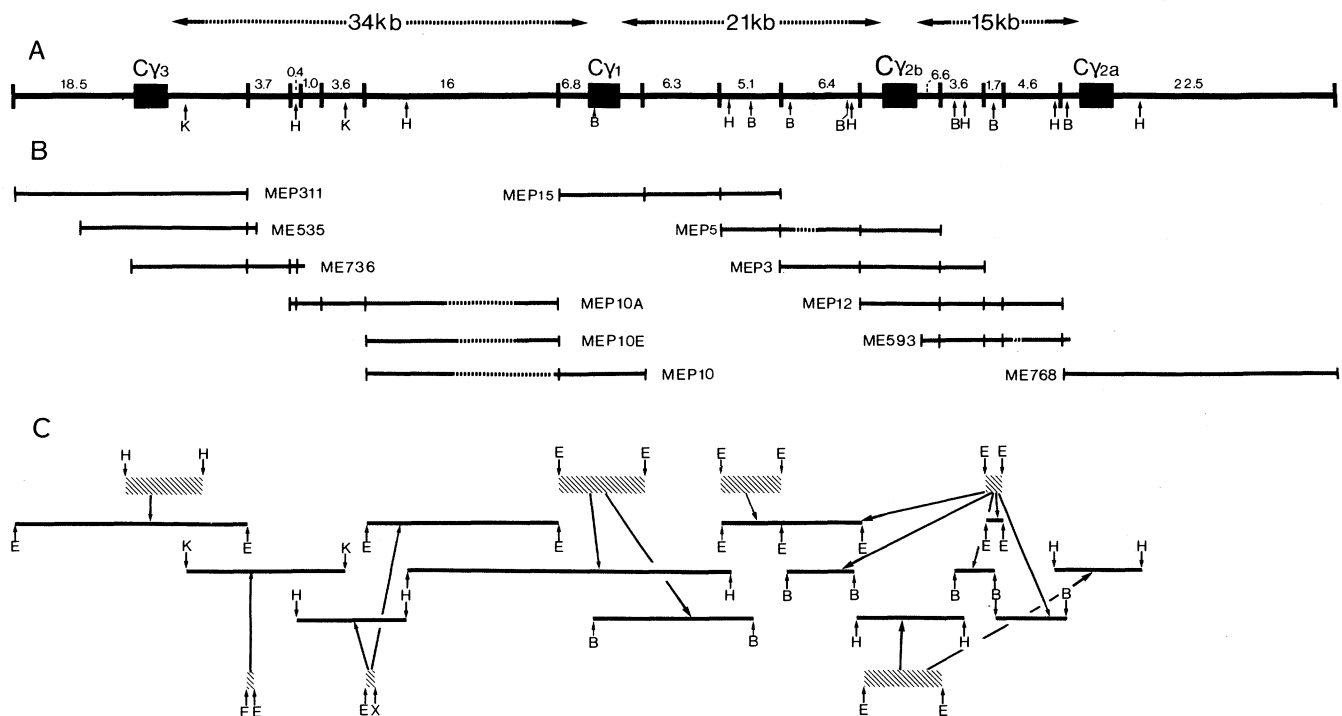 34kb 21kb 15kb
A
Cγ3 Cγ1 Cγ2b Cγ2a
18.5 3.7 0.4 1.0 3.6 16 6.8 6.3 5.1 6.4 6.6 3.6 1.7 4.6 22.5
K H K H B H B B B H B H B H B H
B
MEP311 MEP15
ME535 MEP5
ME736 MEP3
MEP10A MEP12
MEP10E ME593
MEP10 ME768
C
H H E E E E E E
E E E E E E E E E
K K H H
H H H B B B B B
B B H H
E E E X E E